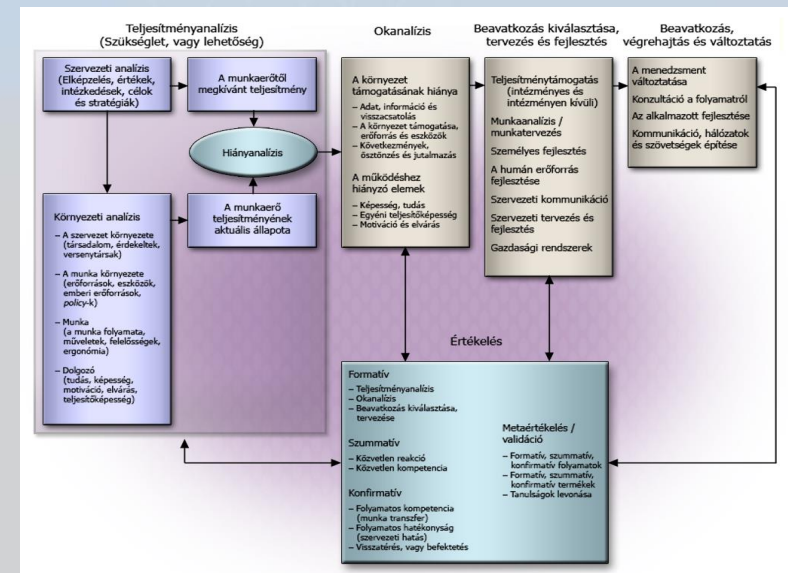 Teljesítményanalízis
(Szükséglet, vagy lehetőség)
Szervezeti analízis
(Elképzelés, értékek,
intézkedések, célok
és stratégiák)
A munkaerőtől
megkívánt teljesítmény
Hiányanalízis
Környezeti analízis
– A szervezet környezete
(társadalom, érdekeltek,
versenytársak)
– A munka környezete
(erőforrások, eszközök,
emberi erőforrások,
policy-k)
– Munka
(a munka folyamata,
műveletek, felelősségek,
ergonómia)
– Dolgozó
(tudás, képesség,
motiváció, elvárás,
teljesítőképesség)
A munkaerő
teljesítményének
aktuális állapota
Okanalízis
A környezet
támogatásának hiánya
– Adat, információ és
visszacsatolás
– A környezet támogatása,
erőforrás és eszközök
– Következmények,
ösztönzés és jutalmazás
A működéshez
hiányzó elemek
– Képesség, tudás
– Egyéni teljesítőképesség
– Motiváció és elvárás
Beavatkozás kiválasztása,
tervezés és fejlesztés
Teljesítménytámogatás
(intézményes és
intézményen kívüli)
Munkaanalízis /
munkatervezés
Személyes fejlesztés
A humán erőforrás
fejlesztése
Szervezeti kommunikáció
Szervezeti tervezés és
fejlesztés
Gazdasági rendszerek
Beavatkozás,
végrehajtás és változtatás
A menedzsment
változtatása
Konzultáció a folyamatról
Az alkalmazott fejlesztése
Kommunikáció, hálózatok
és szövetségek építése
Értékelés
Formatív
– Teljesítményanalízis
– Okanalízis
– Beavatkozás kiválasztása,
tervezése
Szummatív
– Közvetlen reakció
– Közvetlen kompetencia
Konfirmatív
– Folyamatos kompetencia
(munka transzfer)
– Folyamatos hatékonyság
(szervezeti hatás)
– Visszatérés, vagy befektetés
Metaértékelés /
validáció
– Formatív, szummatív,
konfirmatív folyamatok
– Formatív, szummatív,
konfirmatív termékek
– Tanulságok levonása